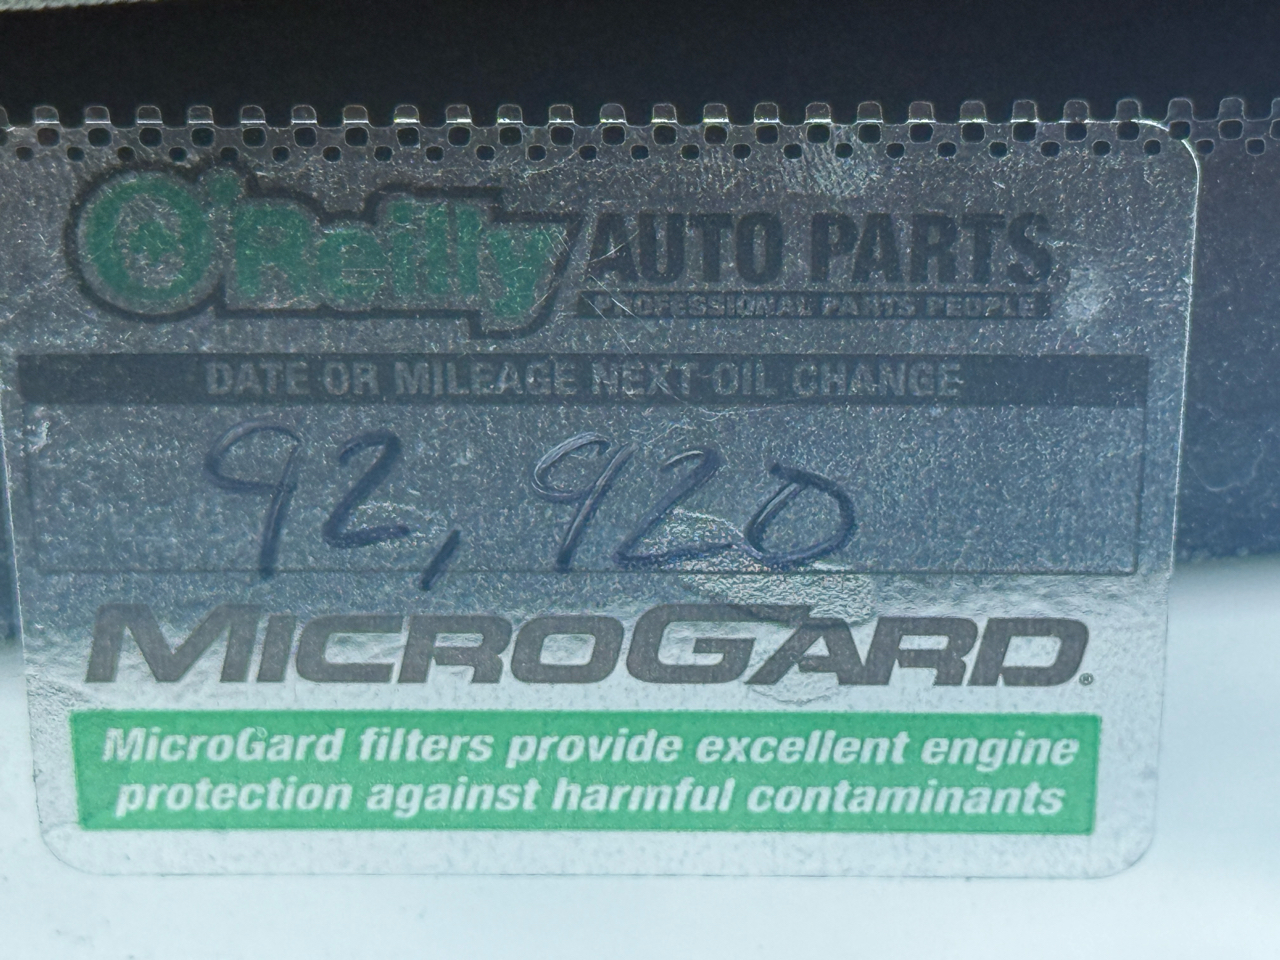 O'Reilly AUTO PARTS
PROFESSIONAL PARTS PEOPLE
DATE OR MILEAGE NEXT OIL CHANGE
92,920
MICROGARD®
MicroGard filters provide excellent engine
protection against harmful contaminants